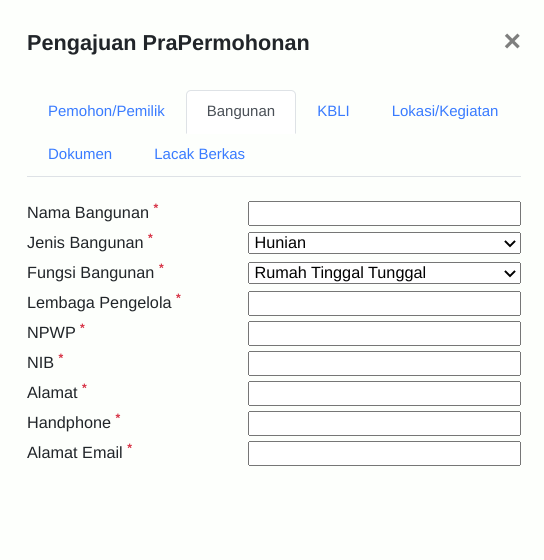 Pengajuan PraPermohonan ×
Pemohon/Pemilik Bangunan KBLI Lokasi/Kegiatan
Dokumen Lacak Berkas
Nama Bangunan *
Jenis Bangunan * Hunian
Fungsi Bangunan * Rumah Tinggal Tunggal
Lembaga Pengelola *
NPWP *
NIB *
Alamat *
Handphone *
Alamat Email *